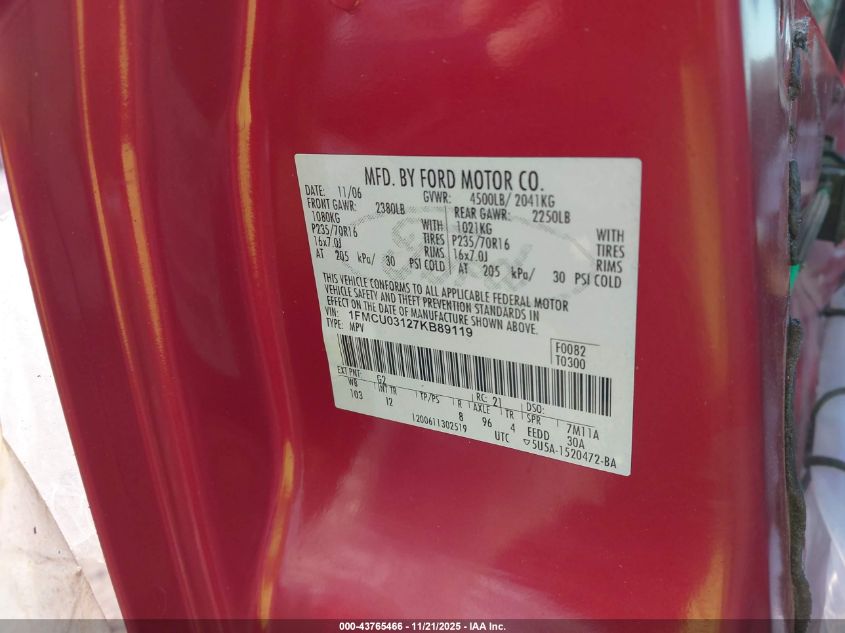 MFD. BY FORD MOTOR CO.
DATE: 11/06 GVWR: 4500LB/ 2041KG
FRONT GAWR: 2380LB REAR GAWR: 2250LB
1080KG WITH 1021KG WITH
P235/70R16 TIRES P235/70R16 TIRES
16x7.0J RIMS 16x7.0J RIMS
AT 205 kPa/ 30 PSI COLD AT 205 kPa/ 30 PSI COLD
THIS VEHICLE CONFORMS TO ALL APPLICABLE FEDERAL MOTOR
VEHICLE SAFETY AND THEFT PREVENTION STANDARDS IN
EFFECT ON THE DATE OF MANUFACTURE SHOWN ABOVE.
VIN: 1FMCU03127KB89119
TYPE: MPV
F0082
T0300
EXT PNT: G2 RC: 21 DSO:
WB INT TR TP/PS R AXLE TR SPR 7M11A
103 I2 8 96 4 EEDD 30A
1200611302519 UTC ▽5U5A-1520472-BA
000-43765466 - 11/21/2025 - IAA Inc.